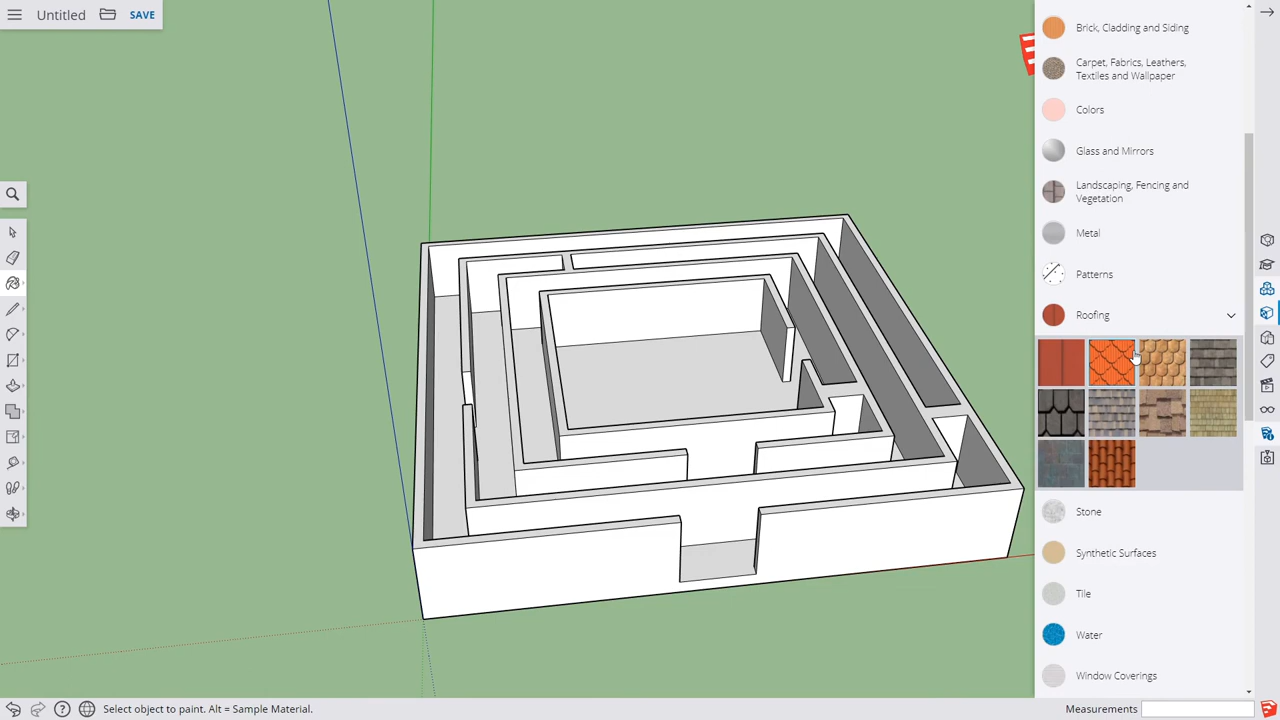 Untitled
SAVE
Brick, Cladding and Siding
Carpet, Fabrics, Leathers,
Textiles and Wallpaper
Colors
Glass and Mirrors
Landscaping, Fencing and
Vegetation
Metal
Patterns
Roofing
Stone
Synthetic Surfaces
Tile
Water
Window Coverings
Select object to paint. Alt = Sample Material.
Measurements